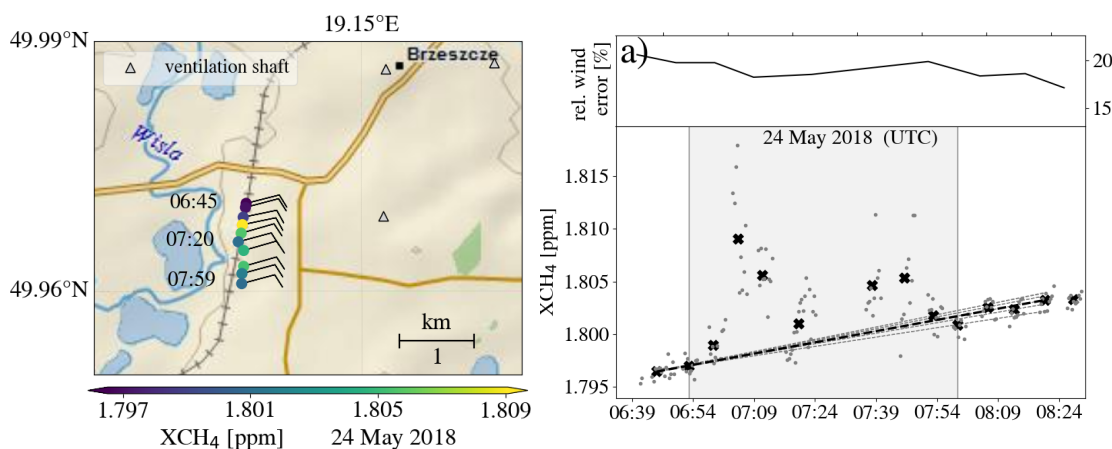 19.15°E
49.99°N
Brzeszcze
ventilation shaft
Wisla
06:45
07:20
07:59
49.96°N
km
1
1.797 1.801 1.805 1.809
XCH₄ [ppm] 24 May 2018
a)
rel. wind
error [%]
20
15
24 May 2018 (UTC)
XCH₄ [ppm]
1.815
1.810
1.805
1.800
1.795
06:39 06:54 07:09 07:24 07:39 07:54 08:09 08:24